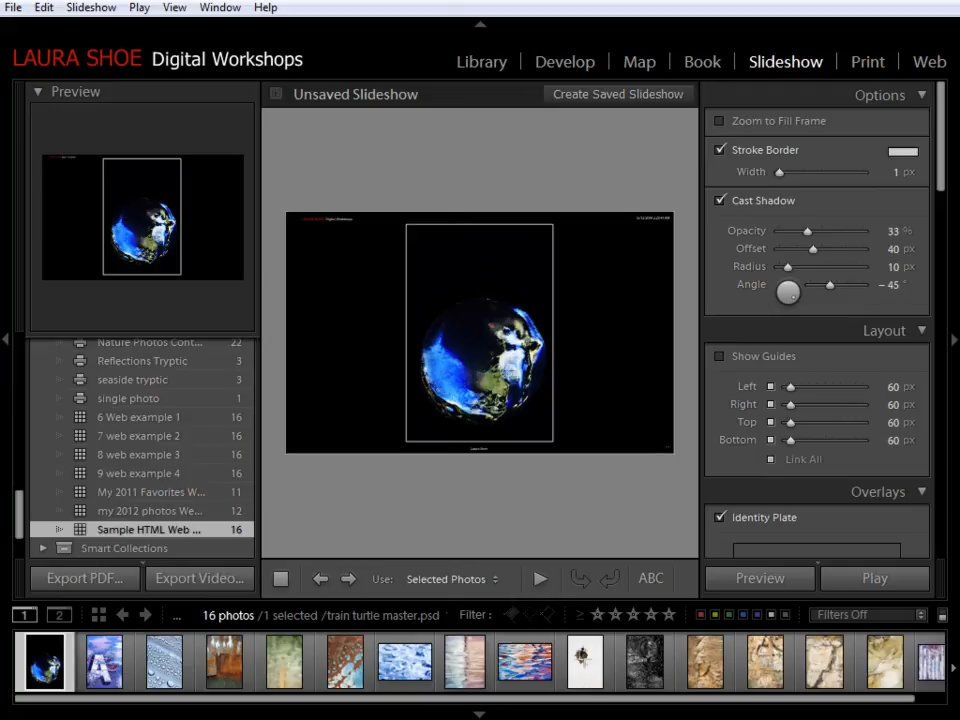 File Edit Slideshow Play View Window Help
LAURA SHOE Digital Workshops
Library Develop Map Book Slideshow Print Web
Preview
Unsaved Slideshow Create Saved Slideshow
Options
Zoom to Fill Frame
Stroke Border
Width 1 px
Cast Shadow
Opacity 33 %
Offset 40 px
Radius 10 px
Angle – 45 °
Layout
Show Guides
Left 60 px
Right 60 px
Top 60 px
Bottom 60 px
Link All
Overlays
Identity Plate
Nature Photos Cont... 22
Reflections Tryptic 3
seaside tryptic 3
single photo 1
6 Web example 1 16
7 web example 2 16
8 web example 3 16
9 web example 4 16
My 2011 Favorites W... 11
my 2012 photos We... 12
Sample HTML Web ... 16
Smart Collections
Export PDF... Export Video...
Use: Selected Photos ABC
Preview Play
1 2 ... 16 photos /1 selected /train turtle master.psd Filter : ≥ Filters Off
A